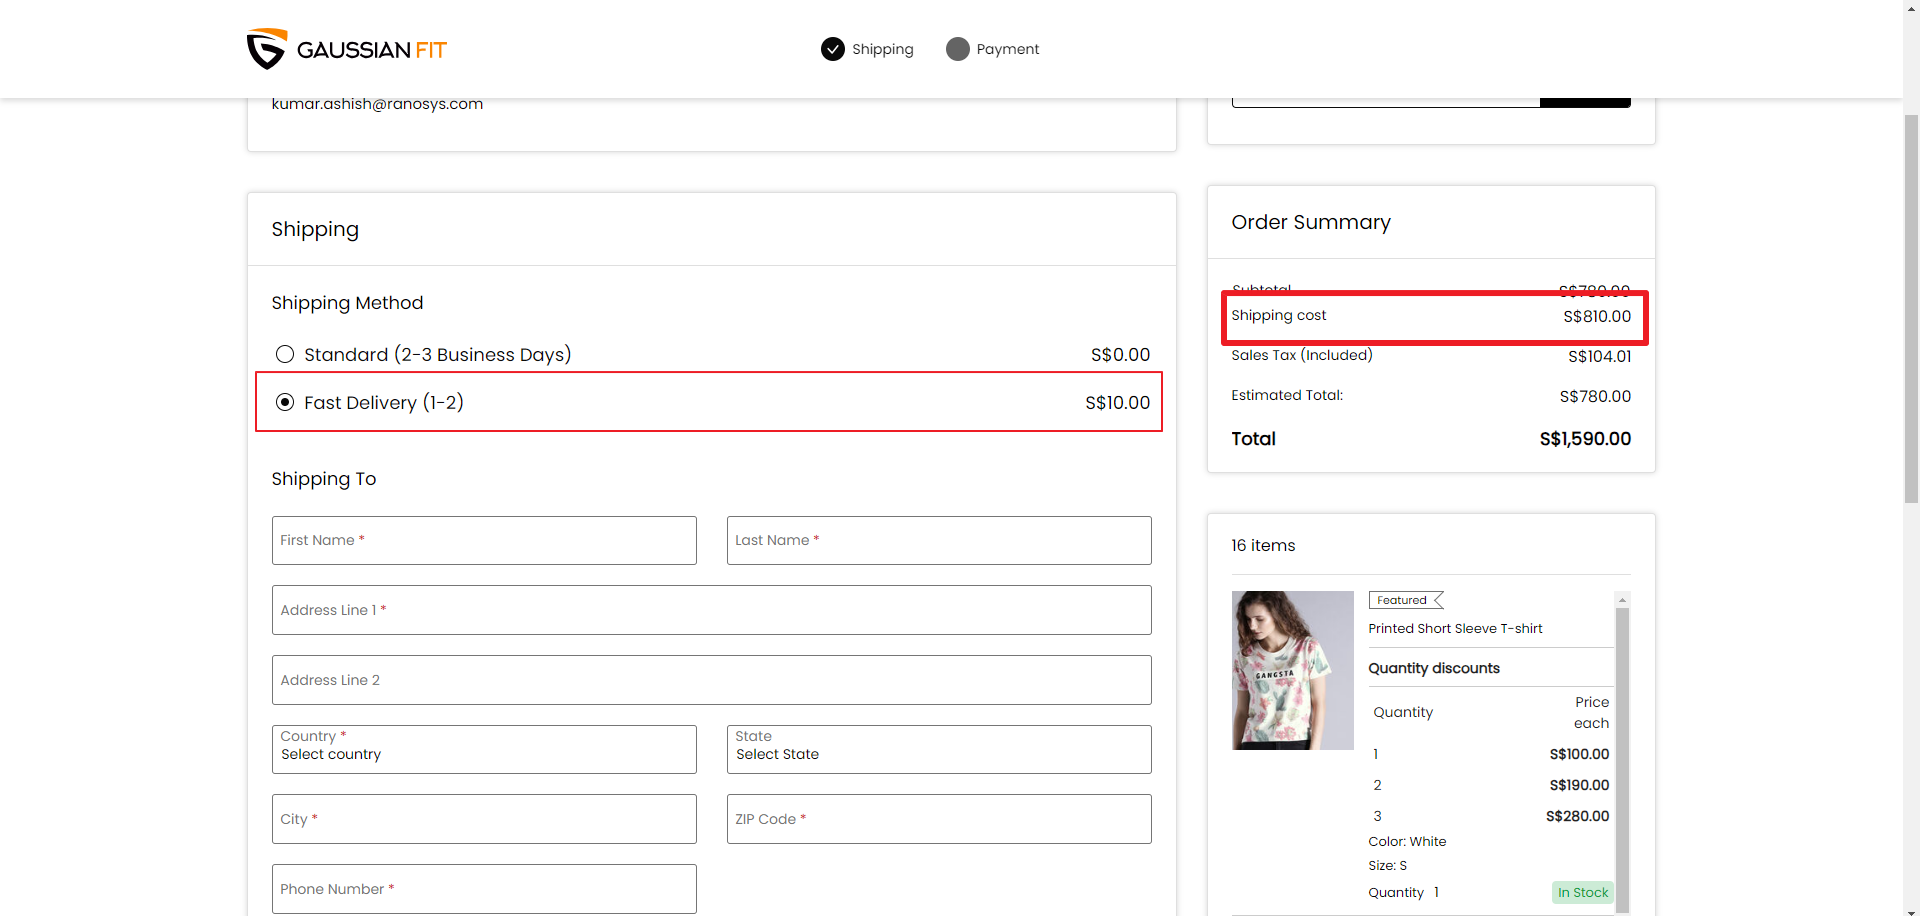 GAUSSIAN FIT
Shipping
Payment
kumar.ashish@ranosys.com
Shipping
Shipping Method
Standard (2-3 Business Days) S$0.00
Fast Delivery (1-2) S$10.00
Shipping To
First Name *
Last Name *
Address Line 1 *
Address Line 2
Country *
Select country
State
Select State
City *
ZIP Code *
Phone Number *
Order Summary
Subtotal S$780.00
Shipping cost S$810.00
Sales Tax (Included) S$104.01
Estimated Total: S$780.00
Total S$1,590.00
16 items
GANGSTA
Featured
Printed Short Sleeve T-shirt
Quantity discounts
Quantity Price each
1 S$100.00
2 S$190.00
3 S$280.00
Color: White
Size: S
Quantity 1 In Stock